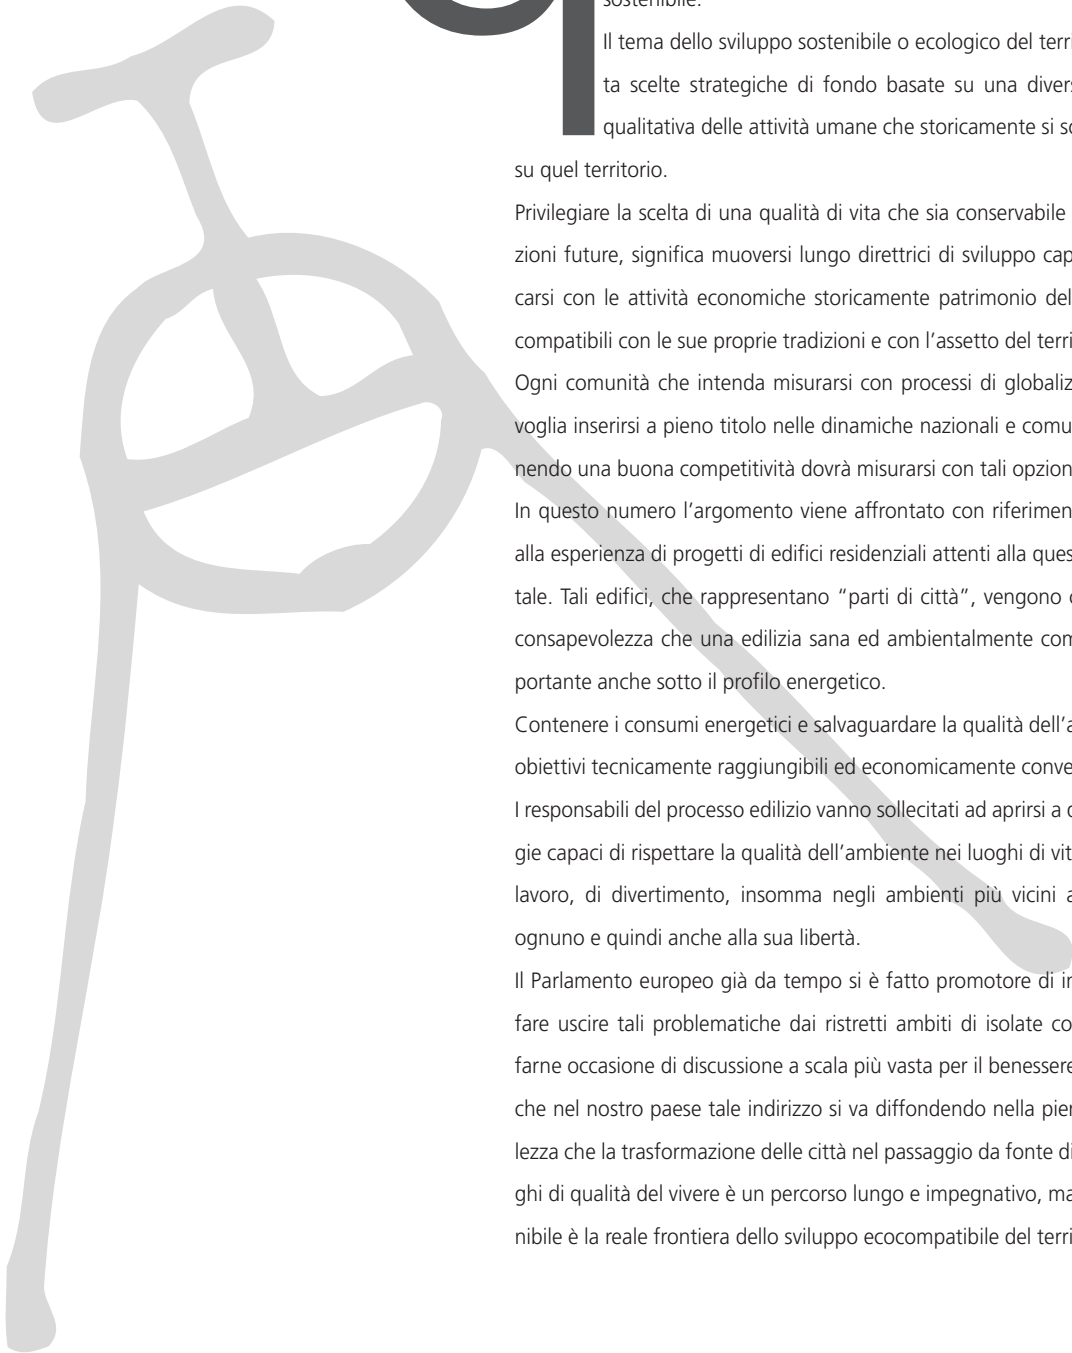 q
sostenibile.
Il tema dello sviluppo sostenibile o ecologico del terri
ta scelte strategiche di fondo basate su una divers
qualitativa delle attività umane che storicamente si so
su quel territorio.
Privilegiare la scelta di una qualità di vita che sia conservabile
zioni future, significa muoversi lungo direttrici di sviluppo cap
carsi con le attività economiche storicamente patrimonio del
compatibili con le sue proprie tradizioni e con l'assetto del terri
Ogni comunità che intenda misurarsi con processi di globaliz
voglia inserirsi a pieno titolo nelle dinamiche nazionali e comu
nendo una buona competitività dovrà misurarsi con tali opzion
In questo numero l'argomento viene affrontato con riferimen
alla esperienza di progetti di edifici residenziali attenti alla ques
tale. Tali edifici, che rappresentano “parti di città”, vengono
consapevolezza che una edilizia sana ed ambientalmente com
portante anche sotto il profilo energetico.
Contenere i consumi energetici e salvaguardare la qualità dell'a
obiettivi tecnicamente raggiungibili ed economicamente conve
I responsabili del processo edilizio vanno sollecitati ad aprirsi a
gie capaci di rispettare la qualità dell'ambiente nei luoghi di vit
lavoro, di divertimento, insomma negli ambienti più vicini a
ognuno e quindi anche alla sua libertà.
Il Parlamento europeo già da tempo si è fatto promotore di in
fare uscire tali problematiche dai ristretti ambiti di isolate co
farne occasione di discussione a scala più vasta per il benessere
che nel nostro paese tale indirizzo si va diffondendo nella pien
lezza che la trasformazione delle città nel passaggio da fonte di
ghi di qualità del vivere è un percorso lungo e impegnativo, ma
nibile è la reale frontiera dello sviluppo ecocompatibile del terri